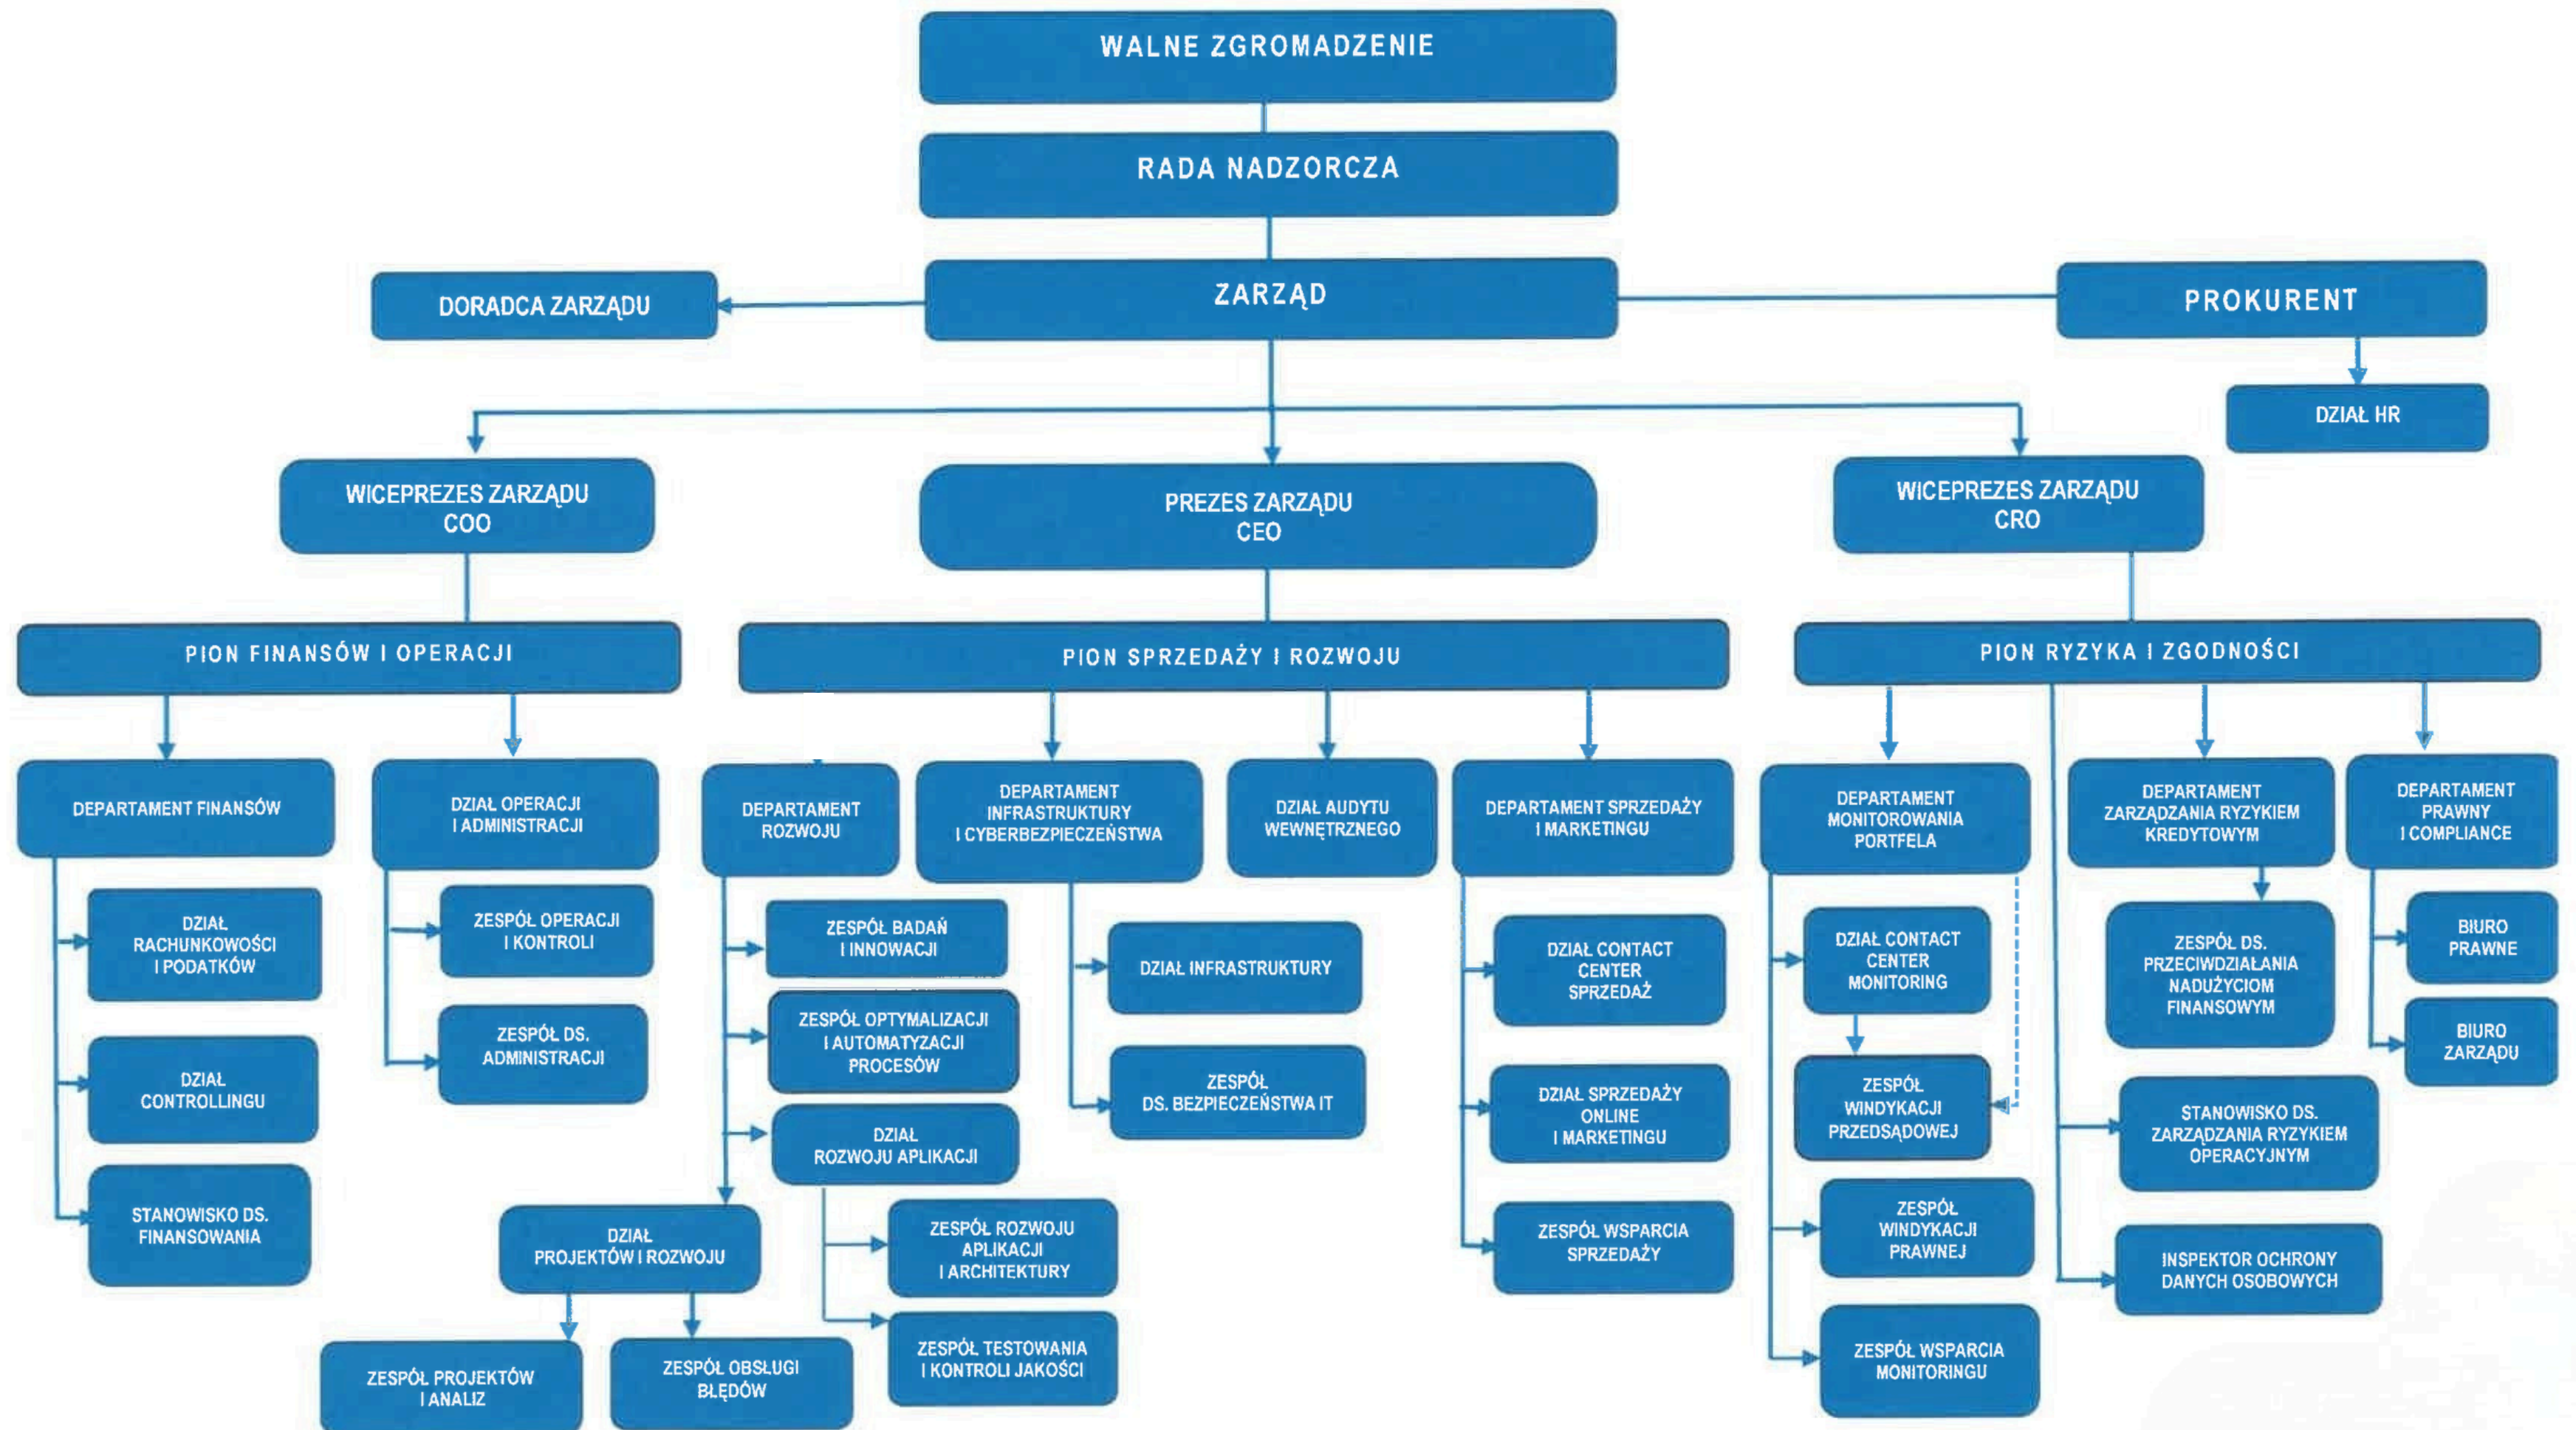 WALNE ZGROMADZENIE
RADA NADZORCZA
ZARZĄD
DORADCA ZARZĄDU
PROKURENT
DZIAŁ HR
WICEPREZES ZARZĄDU
COO
PREZES ZARZĄDU
CEO
WICEPREZES ZARZĄDU
CRO
PION FINANSÓW I OPERACJI
PION SPRZEDAŻY I ROZWOJU
PION RYZYKA I ZGODNOŚCI
DEPARTAMENT FINANSÓW
DZIAŁ OPERACJI
I ADMINISTRACJI
DEPARTAMENT
ROZWOJU
DEPARTAMENT
INFRASTRUKTURY
I CYBERBEZPIECZEŃSTWA
DZIAŁ AUDYTU
WEWNĘTRZNEGO
DEPARTAMENT SPRZEDAŻY
I MARKETINGU
DEPARTAMENT
MONITOROWANIA
PORTFELA
DEPARTAMENT
ZARZĄDZANIA RYZYKIEM
KREDYTOWYM
DEPARTAMENT
PRAWNY
I COMPLIANCE
DZIAŁ
RACHUNKOWOŚCI
I PODATKÓW
DZIAŁ
CONTROLLINGU
STANOWISKO DS.
FINANSOWANIA
ZESPÓŁ OPERACJI
I KONTROLI
ZESPÓŁ DS.
ADMINISTRACJI
ZESPÓŁ BADAŃ
I INNOWACJI
ZESPÓŁ OPTYMALIZACJI
I AUTOMATYZACJI
PROCESÓW
DZIAŁ
ROZWOJU APLIKACJI
ZESPÓŁ ROZWOJU
APLIKACJI
I ARCHITEKTURY
ZESPÓŁ TESTOWANIA
I KONTROLI JAKOŚCI
DZIAŁ
PROJEKTÓW I ROZWOJU
ZESPÓŁ PROJEKTÓW
I ANALIZ
ZESPÓŁ OBSŁUGI
BŁĘDÓW
DZIAŁ INFRASTRUKTURY
ZESPÓŁ
DS. BEZPIECZEŃSTWA IT
DZIAŁ CONTACT
CENTER
SPRZEDAŻ
DZIAŁ SPRZEDAŻY
ONLINE
I MARKETINGU
ZESPÓŁ WSPARCIA
SPRZEDAŻY
DZIAŁ CONTACT
CENTER
MONITORING
ZESPÓŁ
WINDYKACJI
PRZEDSĄDOWEJ
ZESPÓŁ
WINDYKACJI
PRAWNEJ
ZESPÓŁ WSPARCIA
MONITORINGU
ZESPÓŁ DS.
PRZECIWDZIAŁANIA
NADUŻYCIOM
FINANSOWYM
STANOWISKO DS.
ZARZĄDZANIA RYZYKIEM
OPERACYJNYM
INSPEKTOR OCHRONY
DANYCH OSOBOWYCH
BIURO
PRAWNE
BIURO
ZARZĄDU